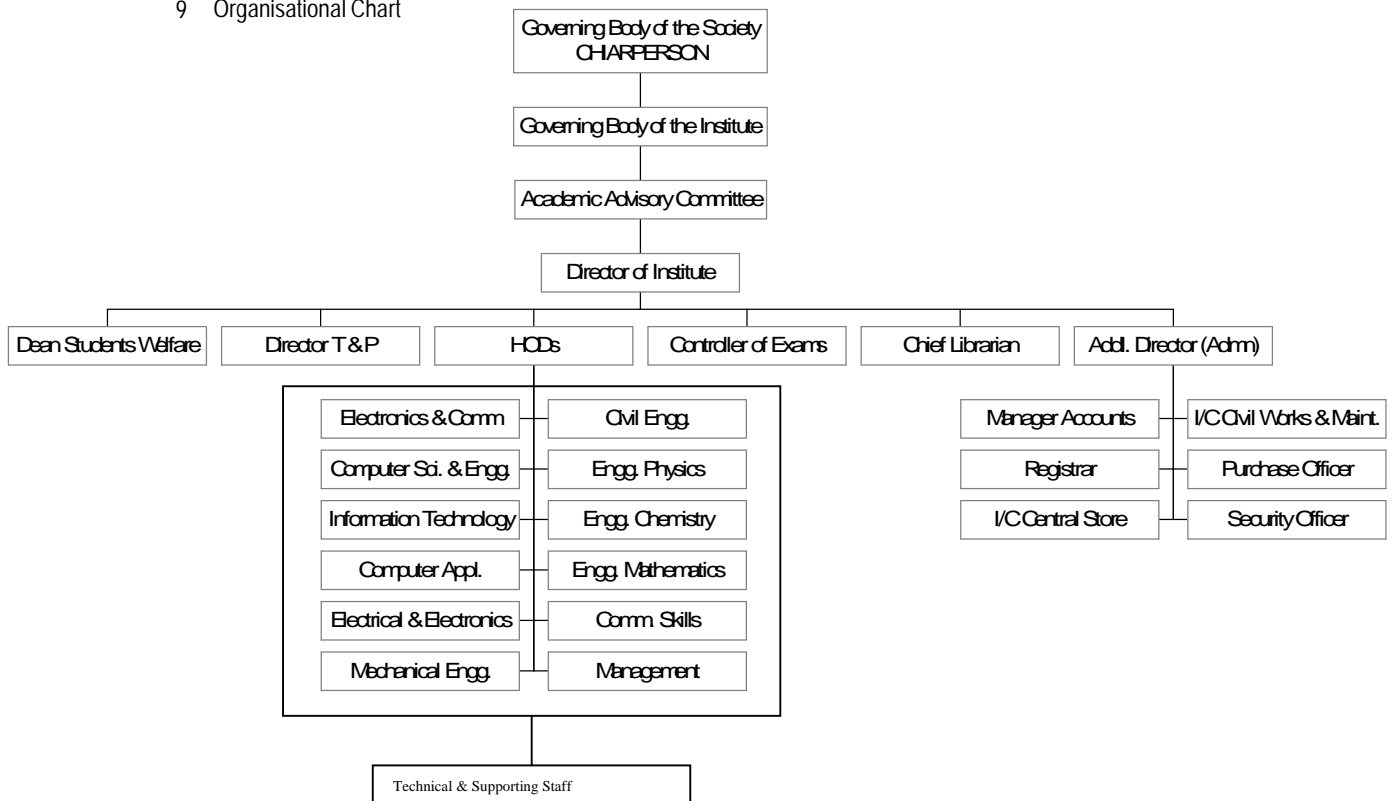 9 Organisational Chart
Governing Body of the Society
CHIARPERSON
Governing Body of the Institute
Academic Advisory Committee
Director of Institute
Dean Students Welfare
Director T & P
HODs
Controller of Exams
Chief Librarian
Addl. Director (Admn)
Electronics & Comm
Civil Engg.
Computer Sci. & Engg.
Engg. Physics
Information Technology
Engg. Chemistry
Computer Appl.
Engg. Mathematics
Electrical & Electronics
Comm. Skills
Mechanical Engg.
Management
Manager Accounts
I/C Civil Works & Maint.
Registrar
Purchase Officer
I/C Central Store
Security Officer
Technical & Supporting Staff